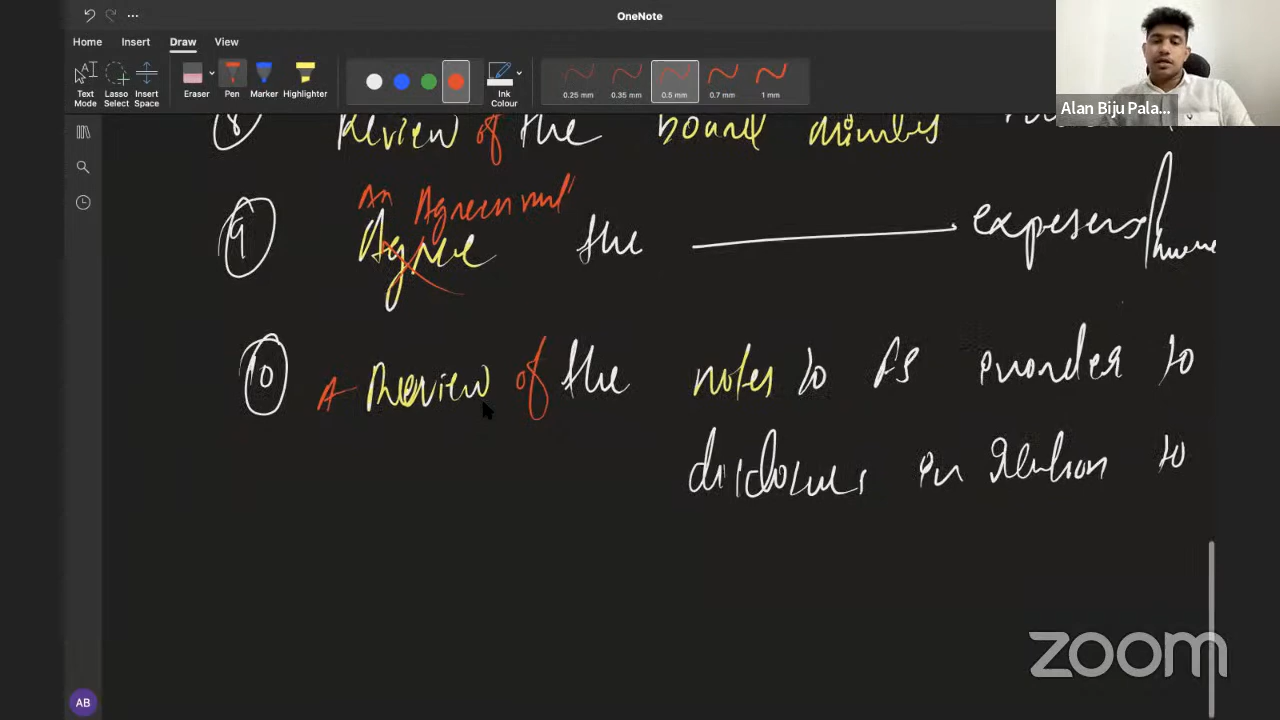 OneNote
Home Insert Draw View
Text Mode Lasso Select Insert Space Eraser Pen Marker Highlighter Ink Colour 0.25 mm 0.35 mm 0.5 mm 0.7 mm 1 mm
Alan Biju Pala...
8 Review of the board minutes
An Agreement
9 Agree the expenses/
10 A Review of the notes to FS to
disclosures in relation to
AB
zoom